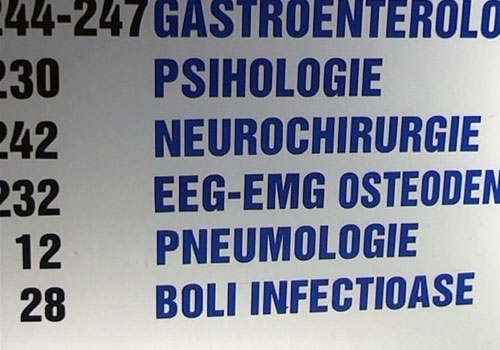 244-247 GASTROENTEROLO
230 PSIHOLOGIE
242 NEUROCHIRURGIE
232 EEG-EMG OSTEODEN
12 PNEUMOLOGIE
28 BOLI INFECTIOASE